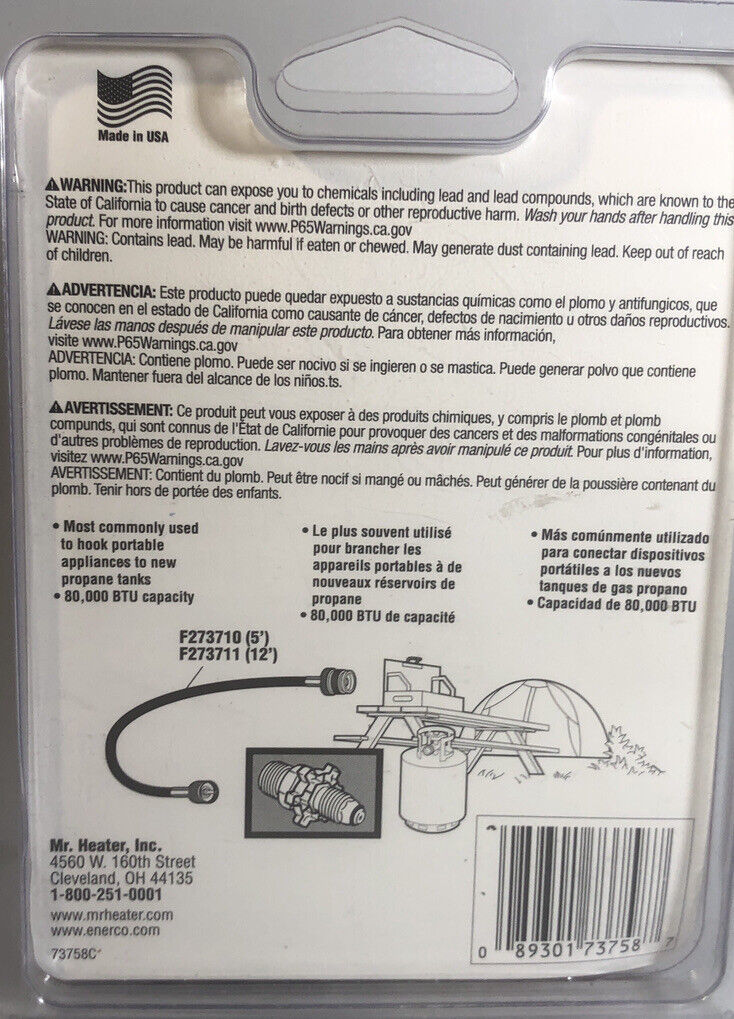 Made in USA
⚠WARNING:This product can expose you to chemicals including lead and lead compounds, which are known to the
State of California to cause cancer and birth defects or other reproductive harm. Wash your hands after handling this
product. For more information visit www.P65Warnings.ca.gov
WARNING: Contains lead. May be harmful if eaten or chewed. May generate dust containing lead. Keep out of reach
of children.
⚠ADVERTENCIA: Este producto puede quedar expuesto a sustancias químicas como el plomo y antifungicos, que
se conocen en el estado de California como causante de cáncer, defectos de nacimiento u otros daños reproductivos.
Lávese las manos después de manipular este producto. Para obtener más información,
visite www.P65Warnings.ca.gov
ADVERTENCIA: Contiene plomo. Puede ser nocivo si se ingieren o se mastica. Puede generar polvo que contiene
plomo. Mantener fuera del alcance de los niños.ts.
⚠AVERTISSEMENT: Ce produit peut vous exposer à des produits chimiques, y compris le plomb et plomb
compunds, qui sont connus de l'État de Californie pour provoquer des cancers et des malformations congénitales ou
d'autres problèmes de reproduction. Lavez-vous les mains après avoir manipulé ce produit. Pour plus d'information,
visitez www.P65Warnings.ca.gov
AVERTISSEMENT: Contient du plomb. Peut être nocif si mangé ou mâchés. Peut générer de la poussière contenant du
plomb. Tenir hors de portée des enfants.
• Most commonly used
to hook portable
appliances to new
propane tanks
• 80,000 BTU capacity
• Le plus souvent utilisé
pour brancher les
appareils portables à de
nouveaux réservoirs de
propane
• 80,000 BTU de capacité
• Más comúnmente utilizado
para conectar dispositivos
portátiles a los nuevos
tanques de gas propano
• Capacidad de 80,000 BTU
F273710 (5')
F273711 (12')
Mr. Heater, Inc.
4560 W. 160th Street
Cleveland, OH 44135
1-800-251-0001
www.mrheater.com
www.enerco.com
73758C
0 89301 73758 7